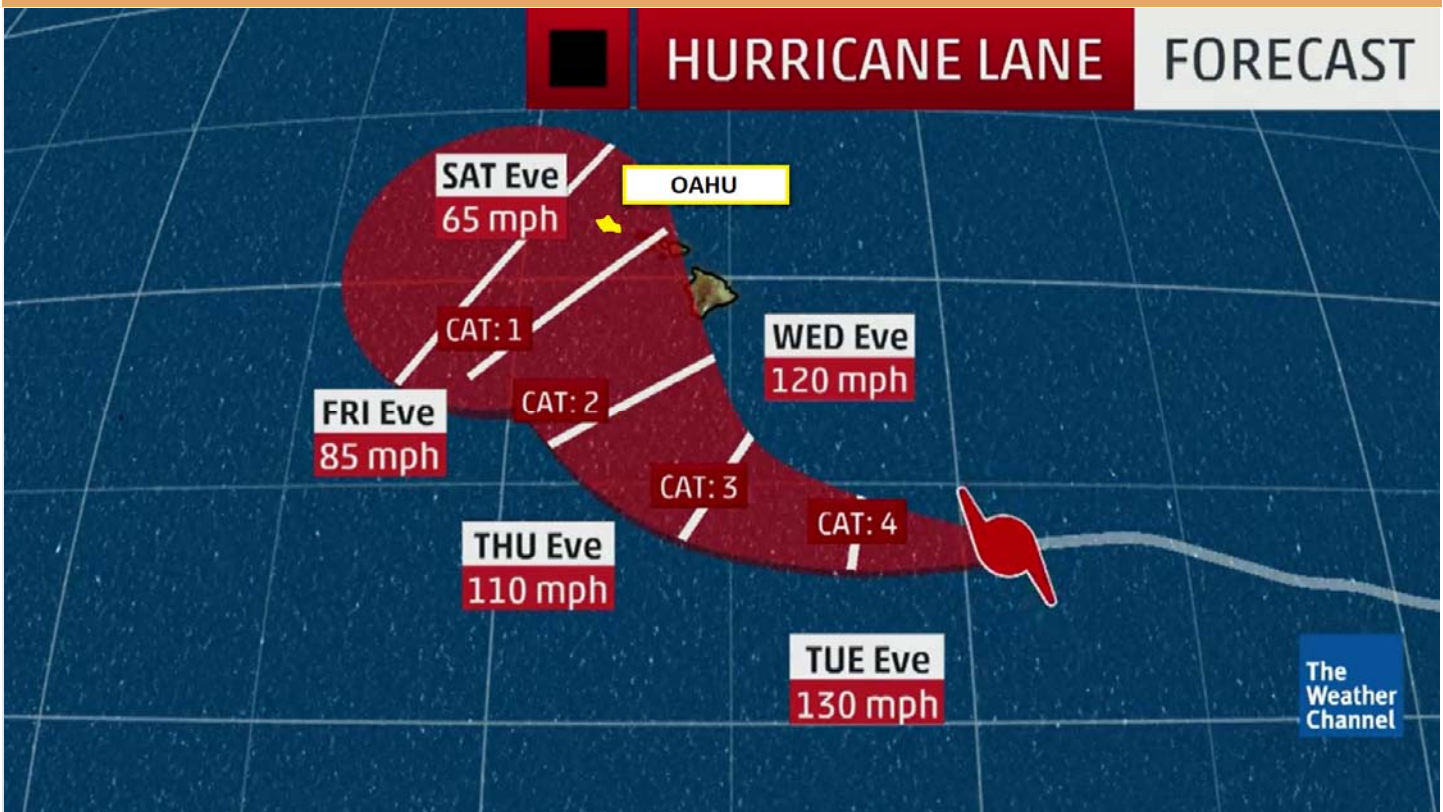 HURRICANE LANE FORECAST
SAT Eve
65 mph
OAHU
CAT: 1
WED Eve
120 mph
FRI Eve
85 mph
CAT: 2
CAT: 3
CAT: 4
THU Eve
110 mph
TUE Eve
130 mph
The
Weather
Channel